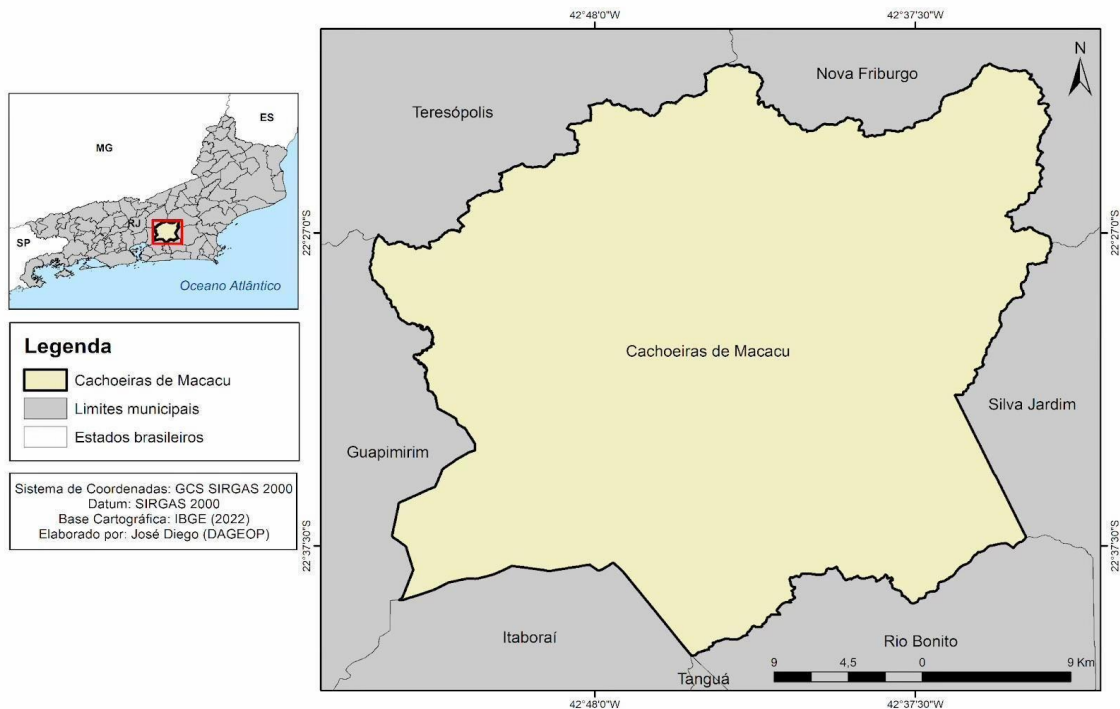 42°48'0"W
42°37'30"W
N
Nova Friburgo
Teresópolis
ES
MG
RJ
SP
Oceano Atlântico
22°27'0"S
22°27'0"S
Legenda
Cachoeiras de Macacu
Limites municipais
Estados brasileiros
Cachoeiras de Macacu
Silva Jardim
Guapimirim
Sistema de Coordenadas: GCS SIRGAS 2000
Datum: SIRGAS 2000
Base Cartográfica: IBGE (2022)
Elaborado por: José Diego (DAGEOP)
22°37'30"S
22°37'30"S
Itaboraí
Rio Bonito
Tanguá
9 4,5 0 9 Km
42°48'0"W
42°37'30"W